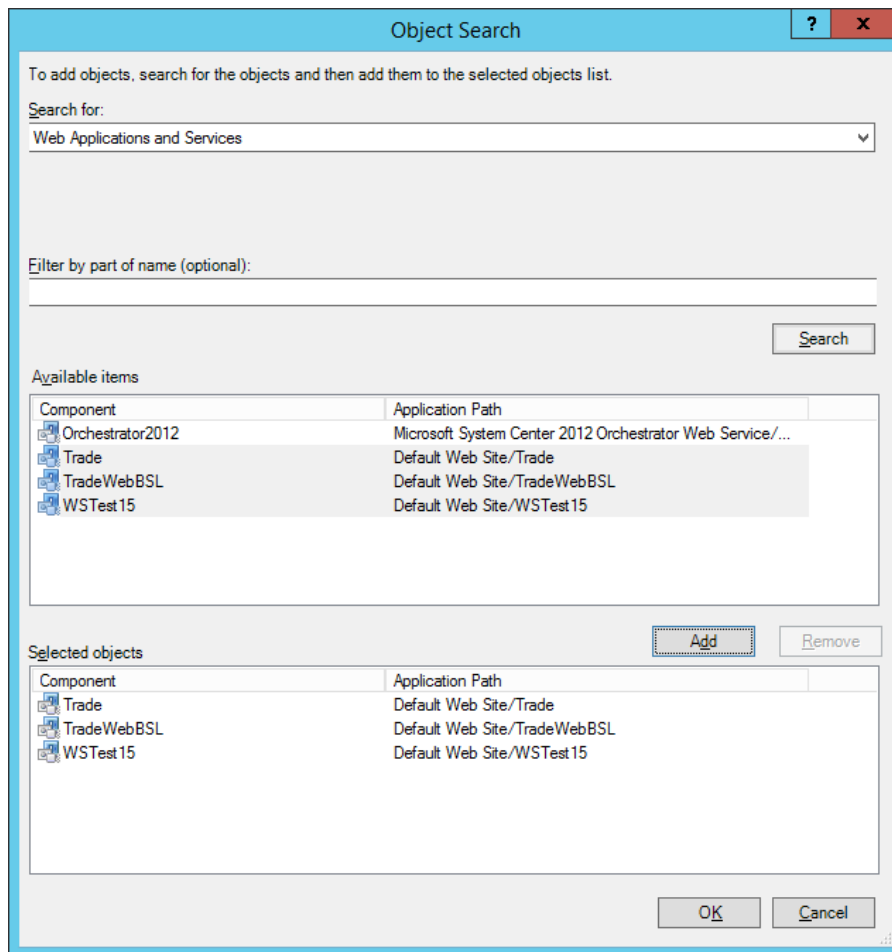 Object Search
? x
To add objects, search for the objects and then add them to the selected objects list.
Search for:
Web Applications and Services
Filter by part of name (optional):
Search
Available items
Component Application Path
Orchestrator2012 Microsoft System Center 2012 Orchestrator Web Service/...
Trade Default Web Site/Trade
TradeWebBSL Default Web Site/TradeWebBSL
WSTest15 Default Web Site/WSTest15
Add Remove
Selected objects
Component Application Path
Trade Default Web Site/Trade
TradeWebBSL Default Web Site/TradeWebBSL
WSTest15 Default Web Site/WSTest15
OK Cancel